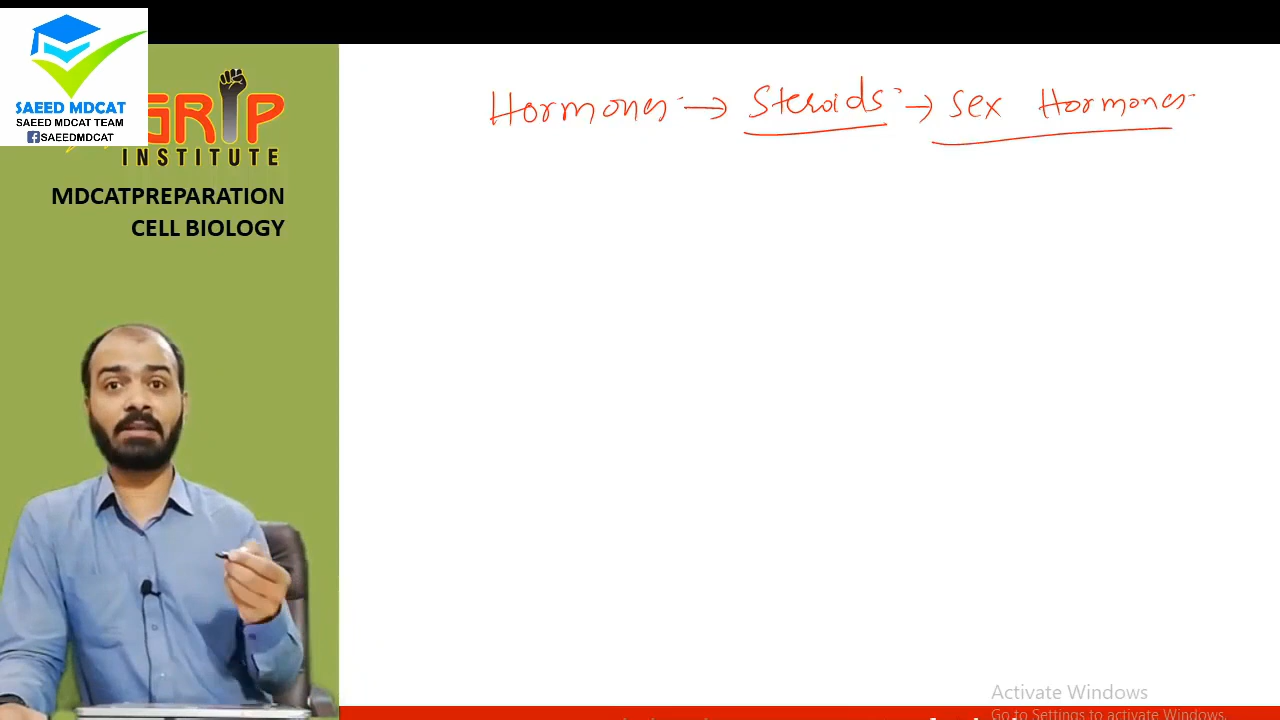 SAEED MDCAT
SAEED MDCAT TEAM
SAEEDMDCAT
GRIP
INSTITUTE
MDCATPREPARATION
CELL BIOLOGY
Hormones → Steroids → Sex Hormones
Activate Windows
Go to Settings to activate Windows.